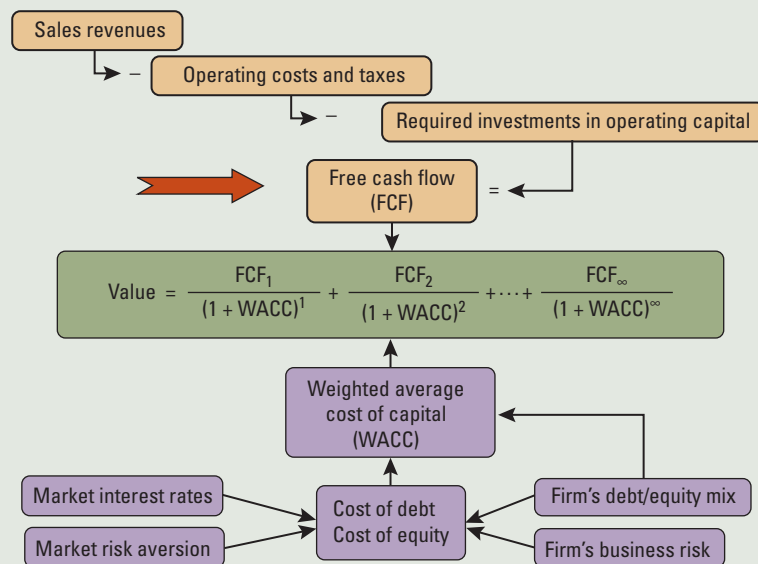 Sales revenues
– Operating costs and taxes
– Required investments in operating capital
Free cash flow
(FCF)
=
Value = FCF₁ / (1 + WACC)¹ + FCF₂ / (1 + WACC)² + ⋯ + FCF∞ / (1 + WACC)∞
Weighted average
cost of capital
(WACC)
Market interest rates
Market risk aversion
Cost of debt
Cost of equity
Firm's debt/equity mix
Firm's business risk